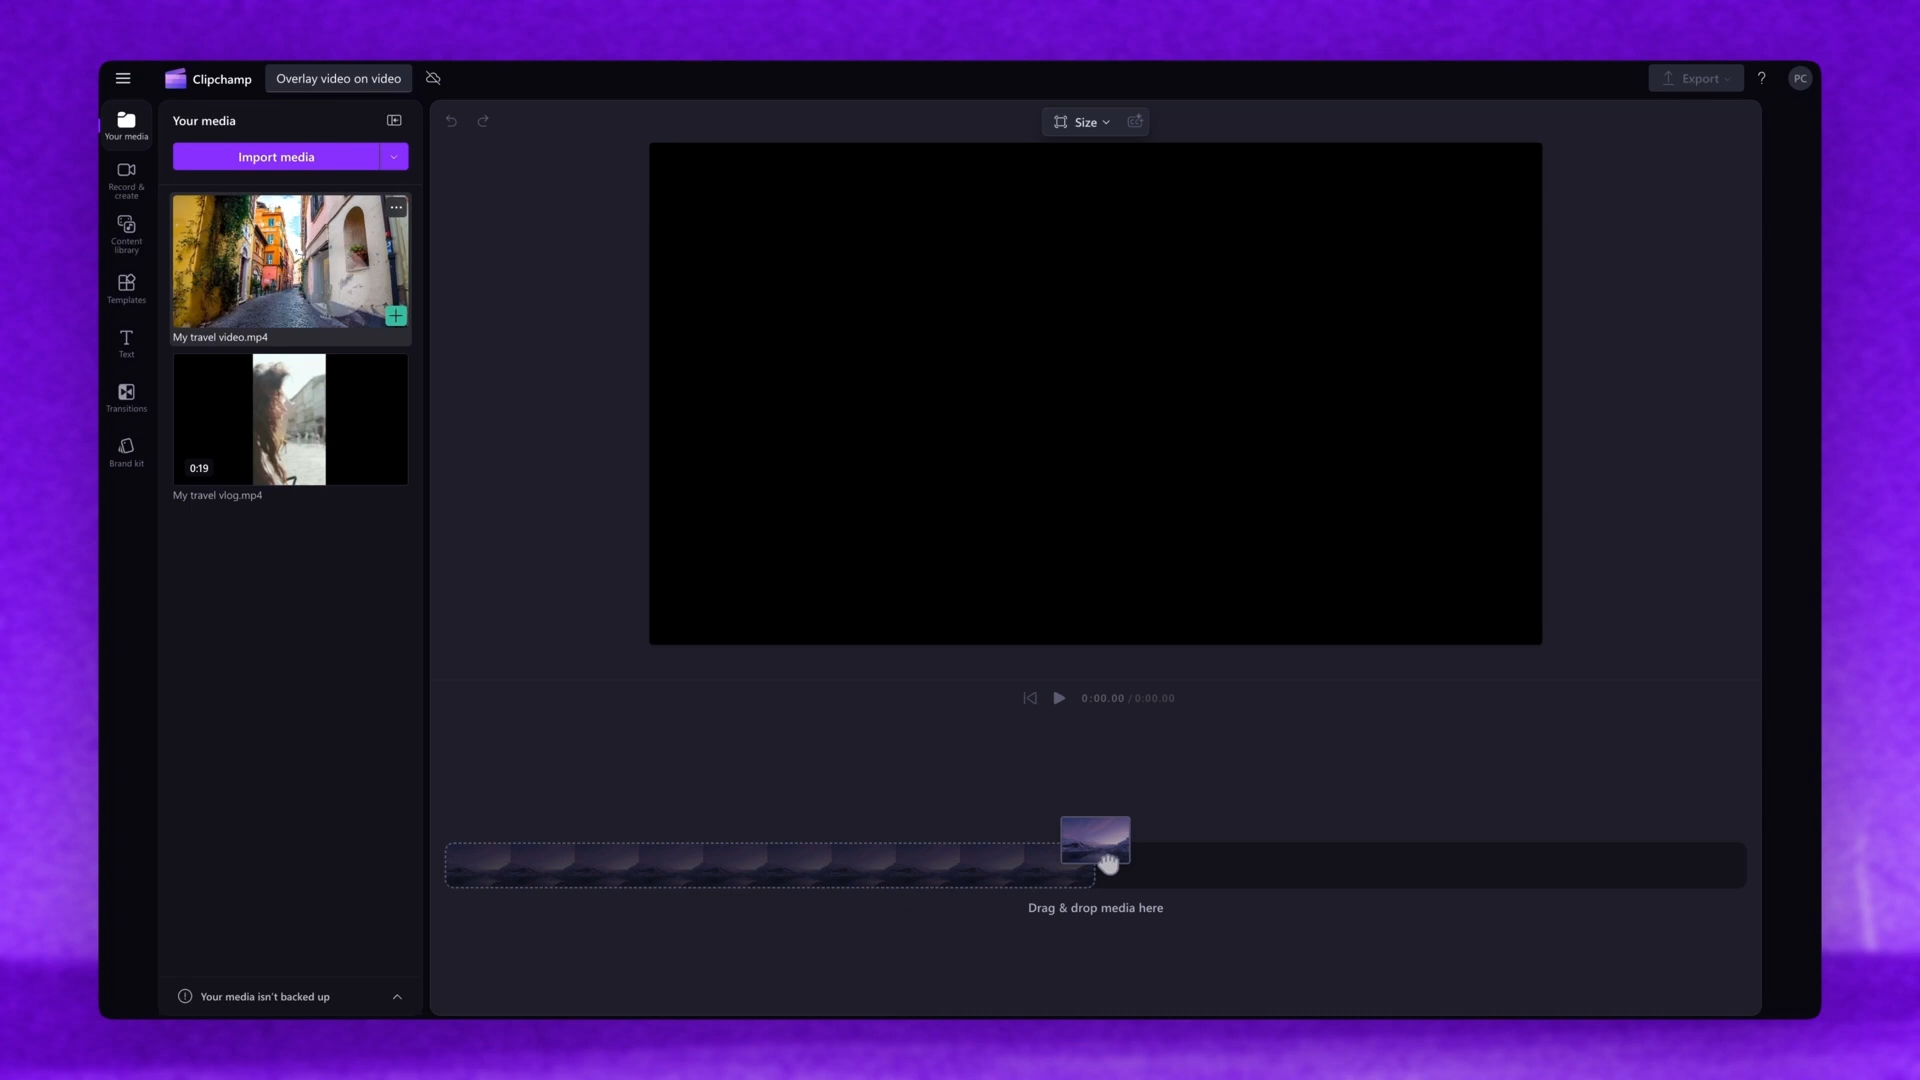 Clipchamp
Overlay video on video
Export
?
PC
Your media
Record &
create
Content
library
Templates
Text
Transitions
Brand kit
Your media
Import media
My travel video.mp4
0:19
My travel vlog.mp4
Your media isn't backed up
Size
0:00.00 / 0:00.00
Drag & drop media here